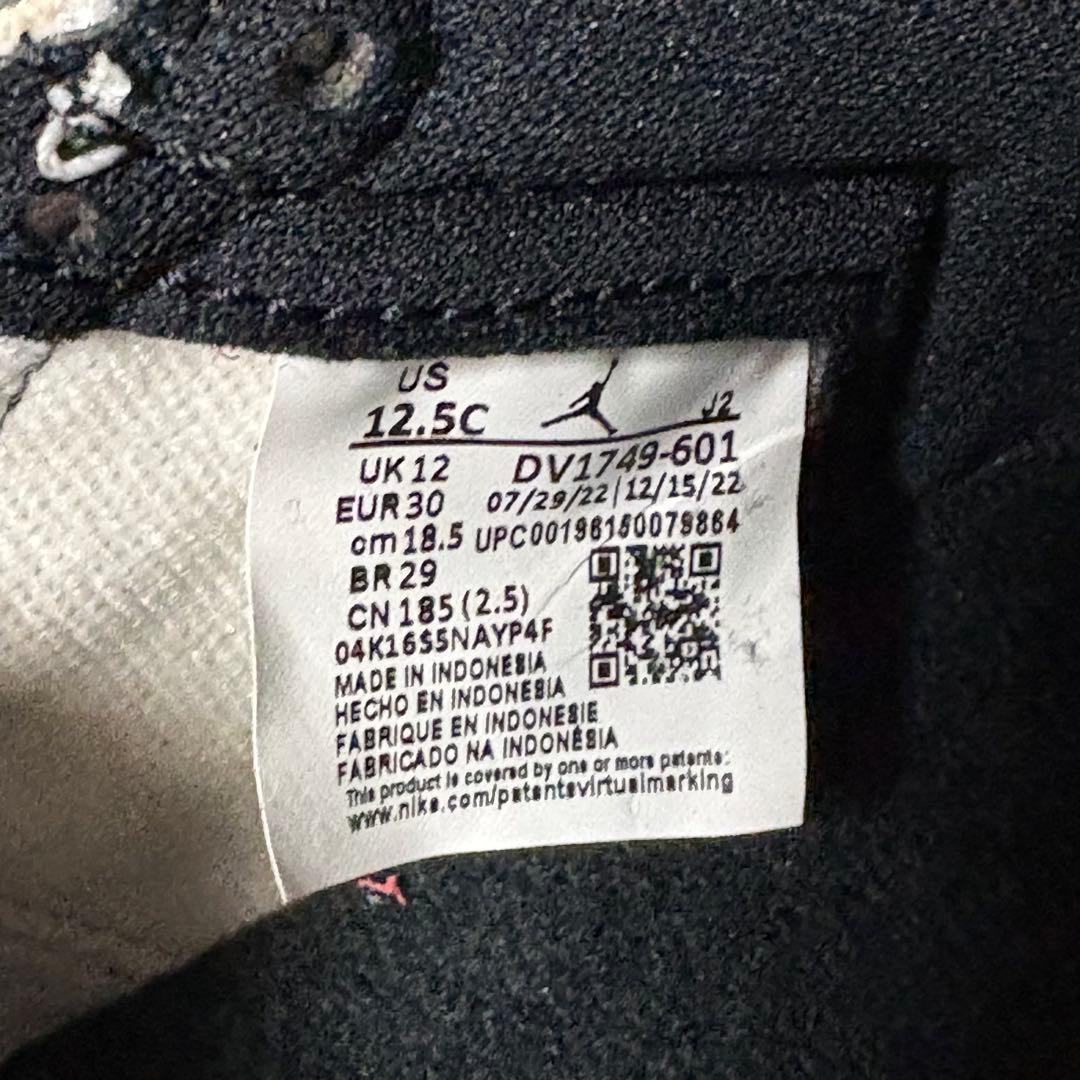 US
12.5C J2
UK 12 DV1749-601
EUR 30 07/29/22 | 12/15/22
cm 18.5 UPC00196150079864
BR 29
CN 185 (2.5)
04K16S5NAYP4F
MADE IN INDONESIA
HECHO EN INDONESIA
FABRIQUE EN INDONESIE
FABRICADO NA INDONÉSIA
This product is covered by one or more patents:
www.nike.com/patentsvirtualmarking